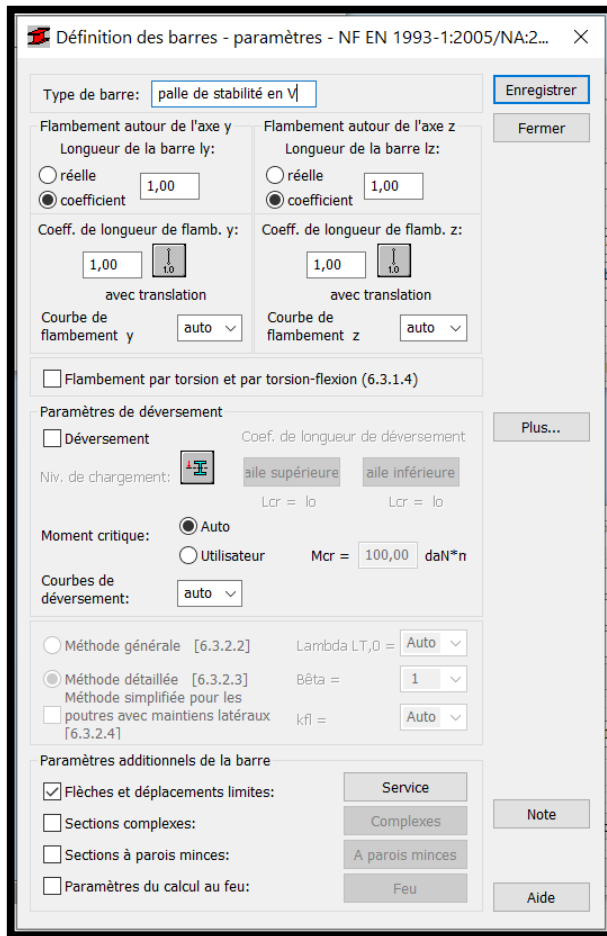 Définition des barres - paramètres - NF EN 1993-1:2005/NA:2...
Type de barre: palle de stabilité en V
Enregistrer
Fermer
Flambement autour de l'axe y Flambement autour de l'axe z
Longueur de la barre ly: Longueur de la barre lz:
réelle réelle
1,00 1,00
coefficient coefficient
Coeff. de longueur de flamb. y: Coeff. de longueur de flamb. z:
1,00 1.0 1,00 1.0
avec translation avec translation
Courbe de Courbe de
flambement y auto flambement z auto
Flambement par torsion et par torsion-flexion (6.3.1.4)
Paramètres de déversement
Plus...
Déversement Coef. de longueur de déversement
Niv. de chargement: aile supérieure aile inférieure
Lcr = lo Lcr = lo
Auto
Moment critique:
Utilisateur Mcr = 100,00 daN*m
Courbes de
déversement: auto
Méthode générale [6.3.2.2] Lambda LT,0 = Auto
Méthode détaillée [6.3.2.3] Bêta = 1
Méthode simplifiée pour les
poutres avec maintiens latéraux kfl = Auto
[6.3.2.4]
Paramètres additionnels de la barre
Flèches et déplacements limites: Service
Sections complexes: Complexes Note
Sections à parois minces: A parois minces
Paramètres du calcul au feu: Feu
Aide